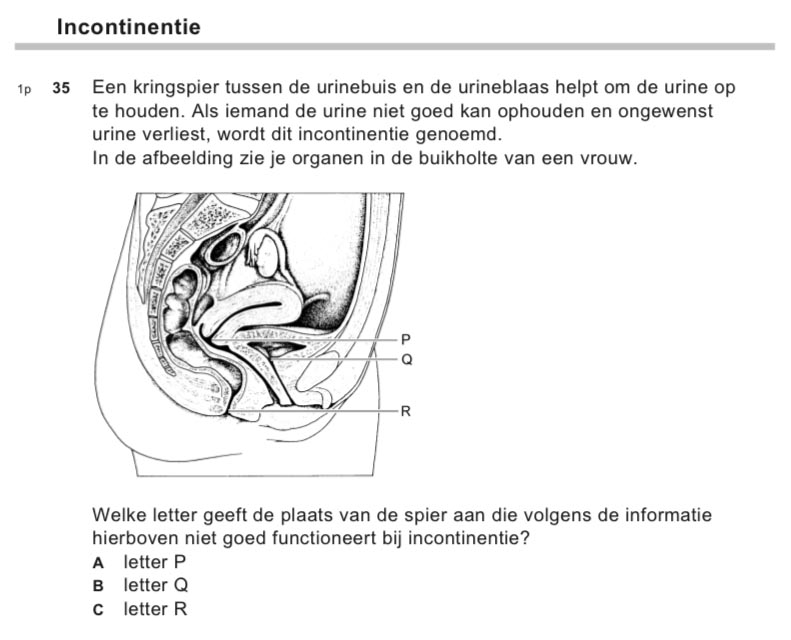 Incontinentie
1p 35 Een kringspier tussen de urinebuis en de urineblaas helpt om de urine op
te houden. Als iemand de urine niet goed kan ophouden en ongewenst
urine verliest, wordt dit incontinentie genoemd.
In de afbeelding zie je organen in de buikholte van een vrouw.
P
Q
R
Welke letter geeft de plaats van de spier aan die volgens de informatie
hierboven niet goed functioneert bij incontinentie?
A letter P
B letter Q
C letter R